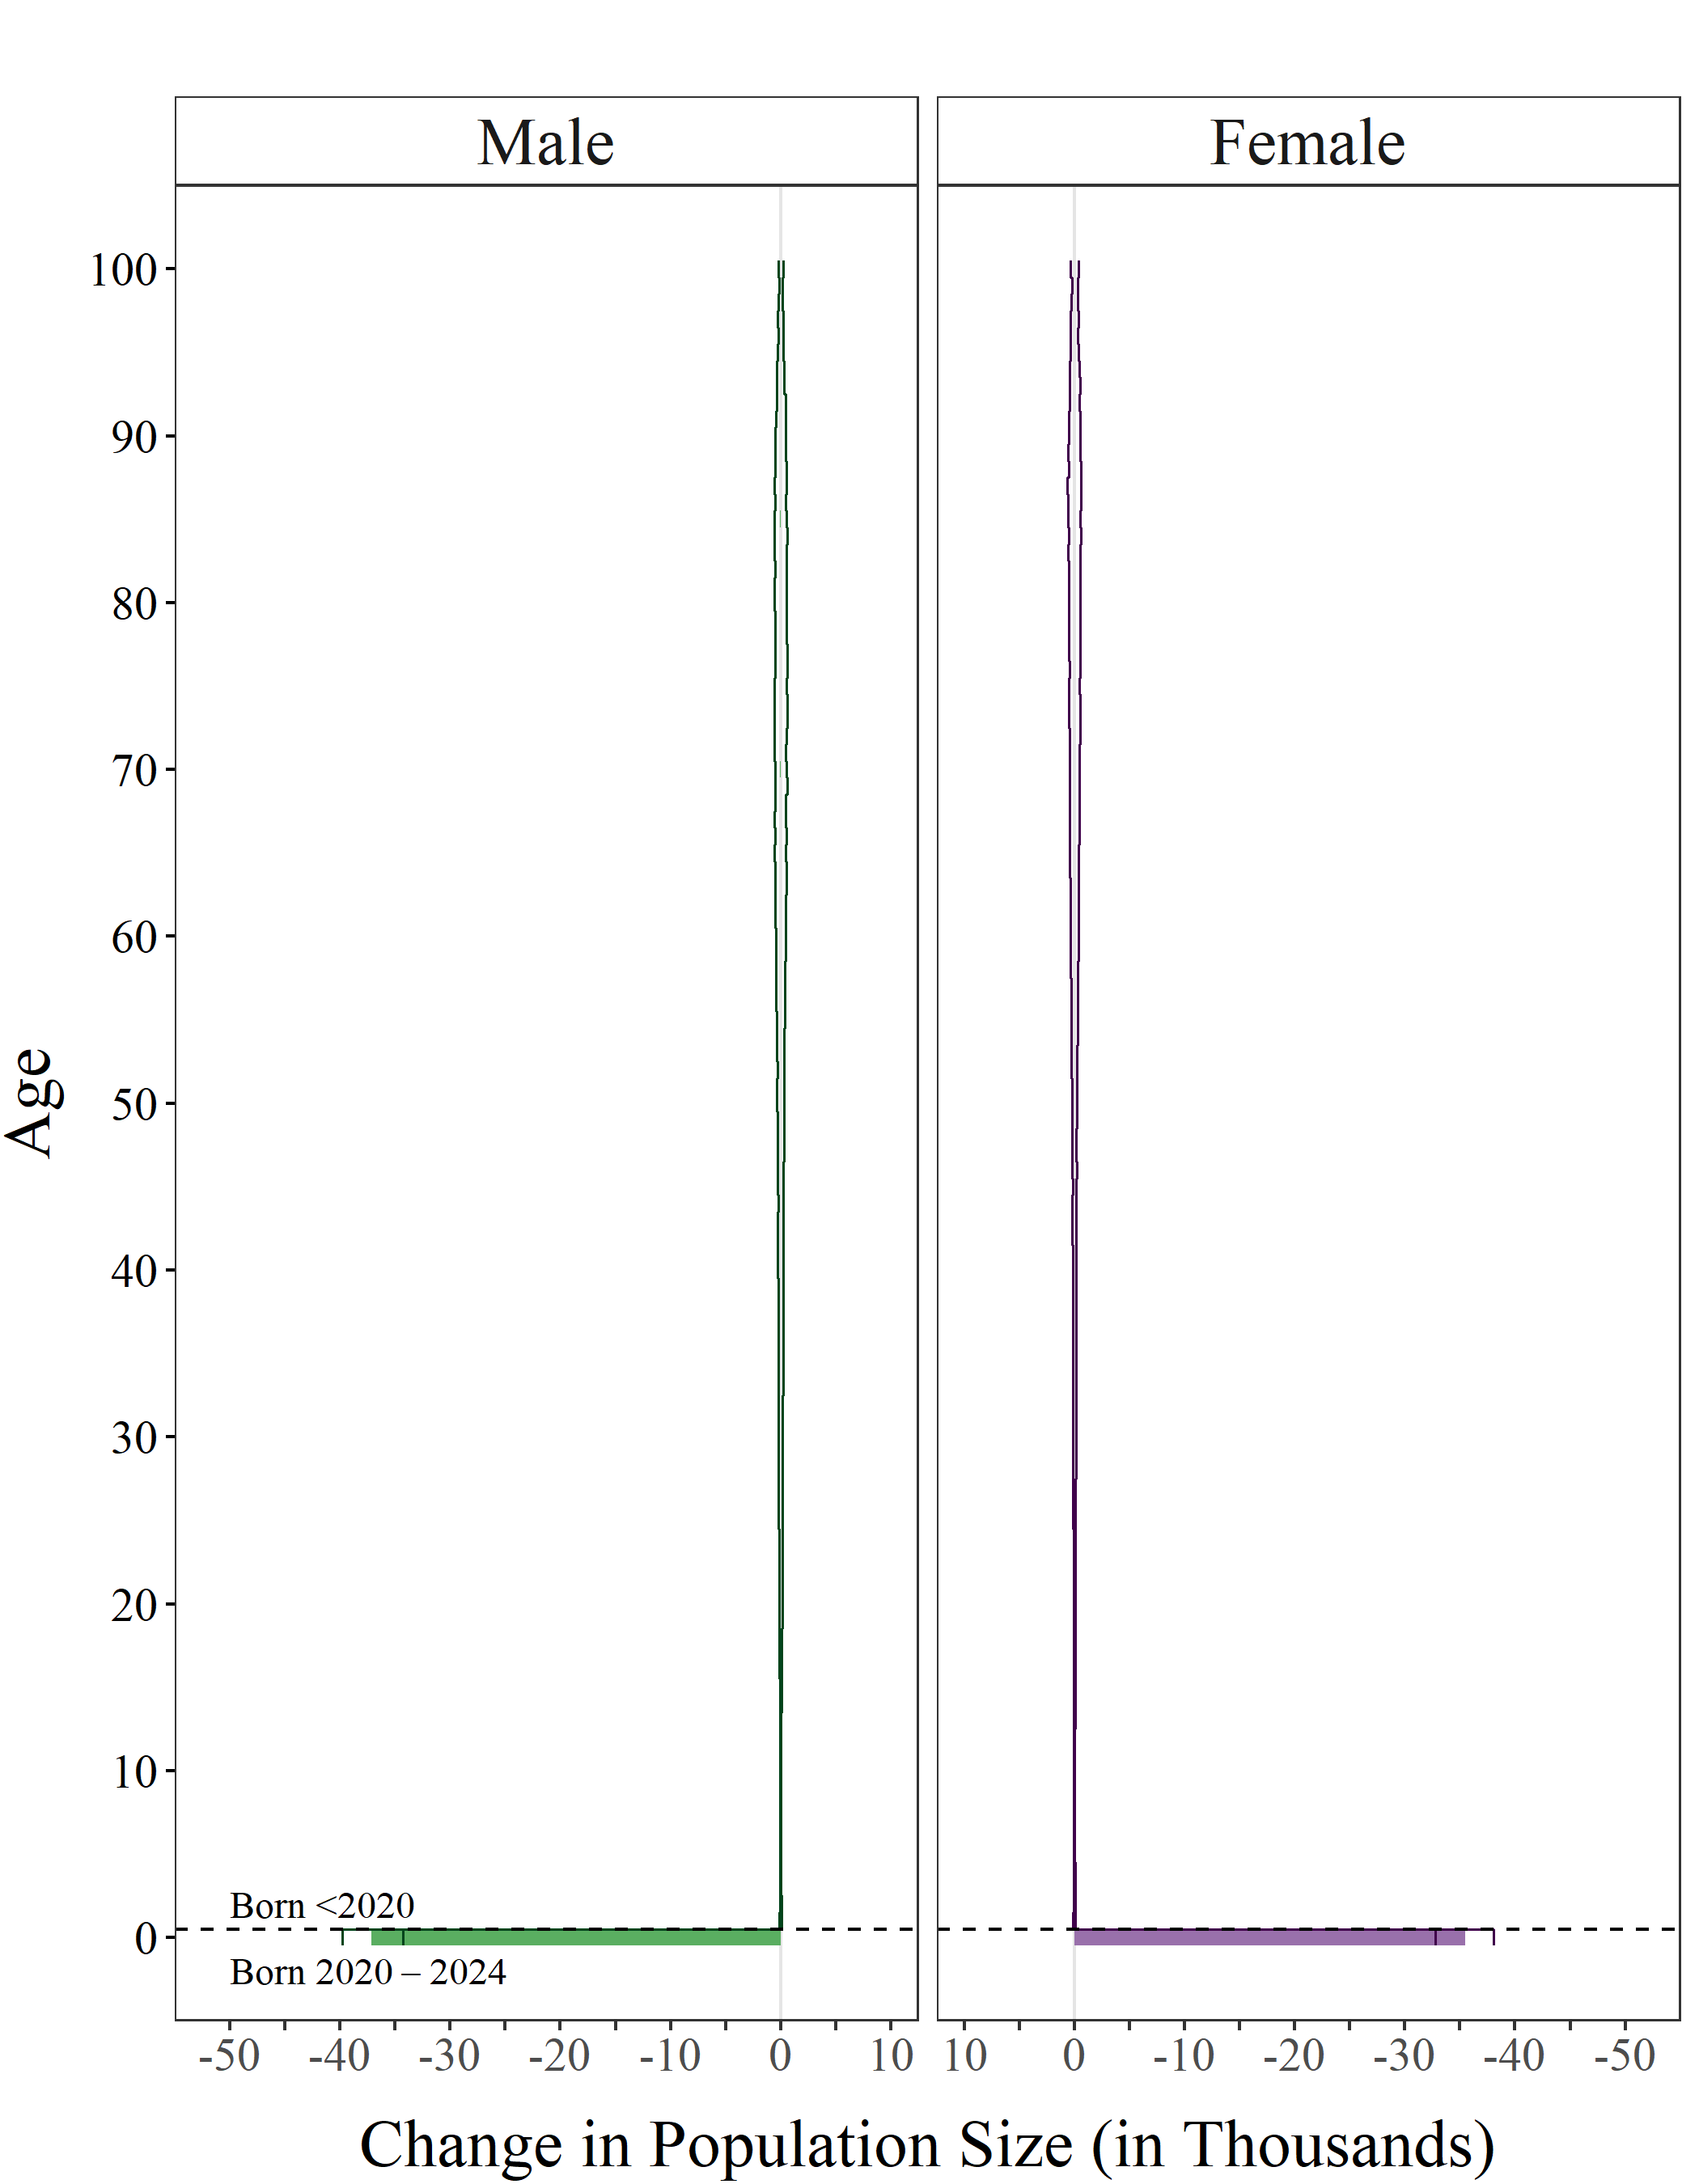 Male
Female
100
90
80
70
60
50
40
30
20
10
0
Age
Born <2020
Born 2020 – 2024
-50 -40 -30 -20 -10 0 10
10 0 -10 -20 -30 -40 -50
Change in Population Size (in Thousands)